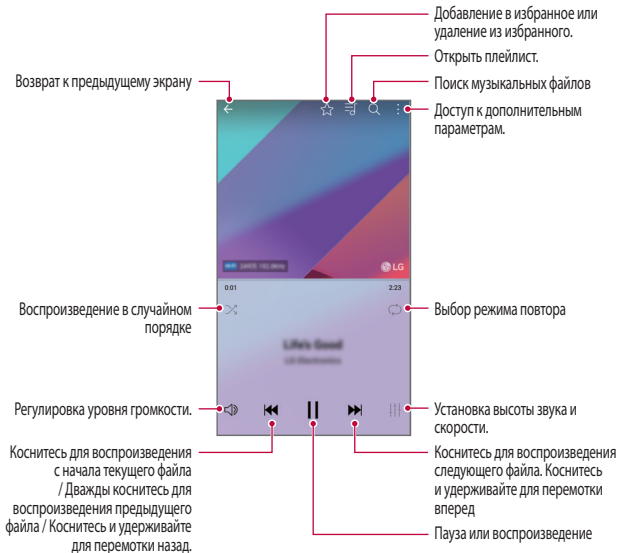 Добавление в избранное или
удаление из избранного.
Открыть плейлист.
Возврат к предыдущему экрану
Поиск музыкальных файлов
Доступ к дополнительным
параметрам.
LG
0:01
2:23
Воспроизведение в случайном
порядке
Выбор режима повтора
Life's Good
LG Electronics
Регулировка уровня громкости.
Установка высоты звука и
скорости.
Коснитесь для воспроизведения
с начала текущего файла
/ Дважды коснитесь для
воспроизведения предыдущего
файла / Коснитесь и удерживайте
для перемотки назад.
Коснитесь для воспроизведения
следующего файла. Коснитесь
и удерживайте для перемотки
вперед
Пауза или воспроизведение